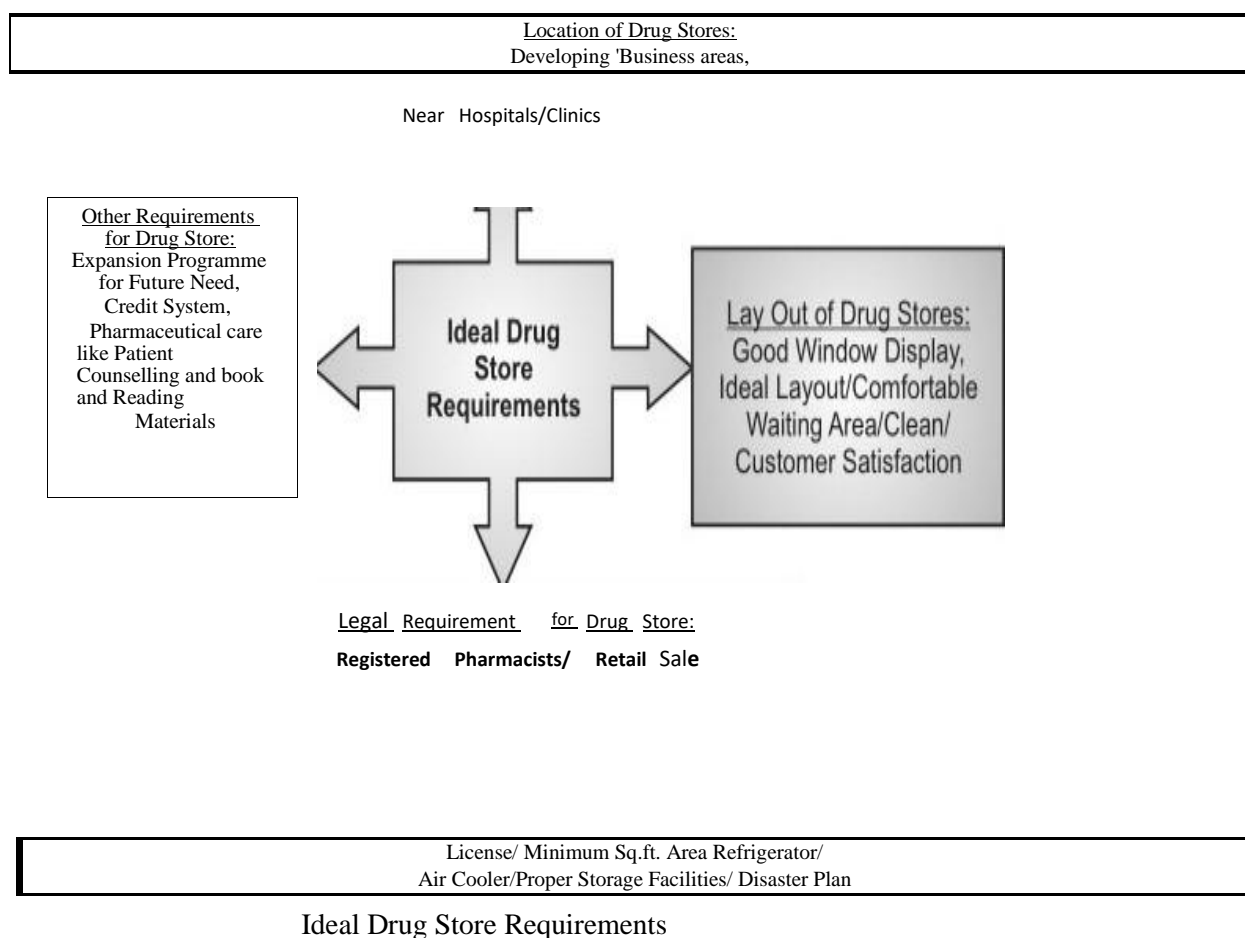 Location of Drug Stores:
Developing 'Business areas,
Near Hospitals/Clinics
Other Requirements
for Drug Store:
Expansion Programme
for Future Need,
Credit System,
Pharmaceutical care
like Patient
Counselling and book
and Reading
Materials
Ideal Drug
Store
Requirements
Lay Out of Drug Stores:
Good Window Display,
Ideal Layout/Comfortable
Waiting Area/Clean/
Customer Satisfaction
Legal Requirement for Drug Store:
Registered Pharmacists/ Retail Sale
License/ Minimum Sq.ft. Area Refrigerator/
Air Cooler/Proper Storage Facilities/ Disaster Plan
Ideal Drug Store Requirements